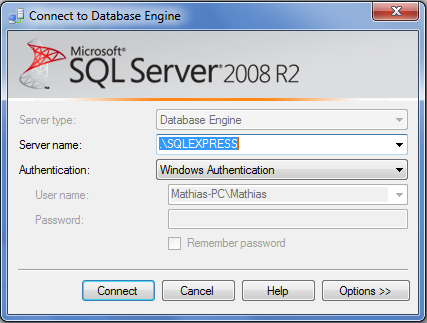 Connect to Database Engine
Microsoft®
SQL Server® 2008 R2
Server type: Database Engine
Server name: .\SQLEXPRESS
Authentication: Windows Authentication
User name: Mathias-PC\Mathias
Password:
Remember password
Connect Cancel Help Options >>